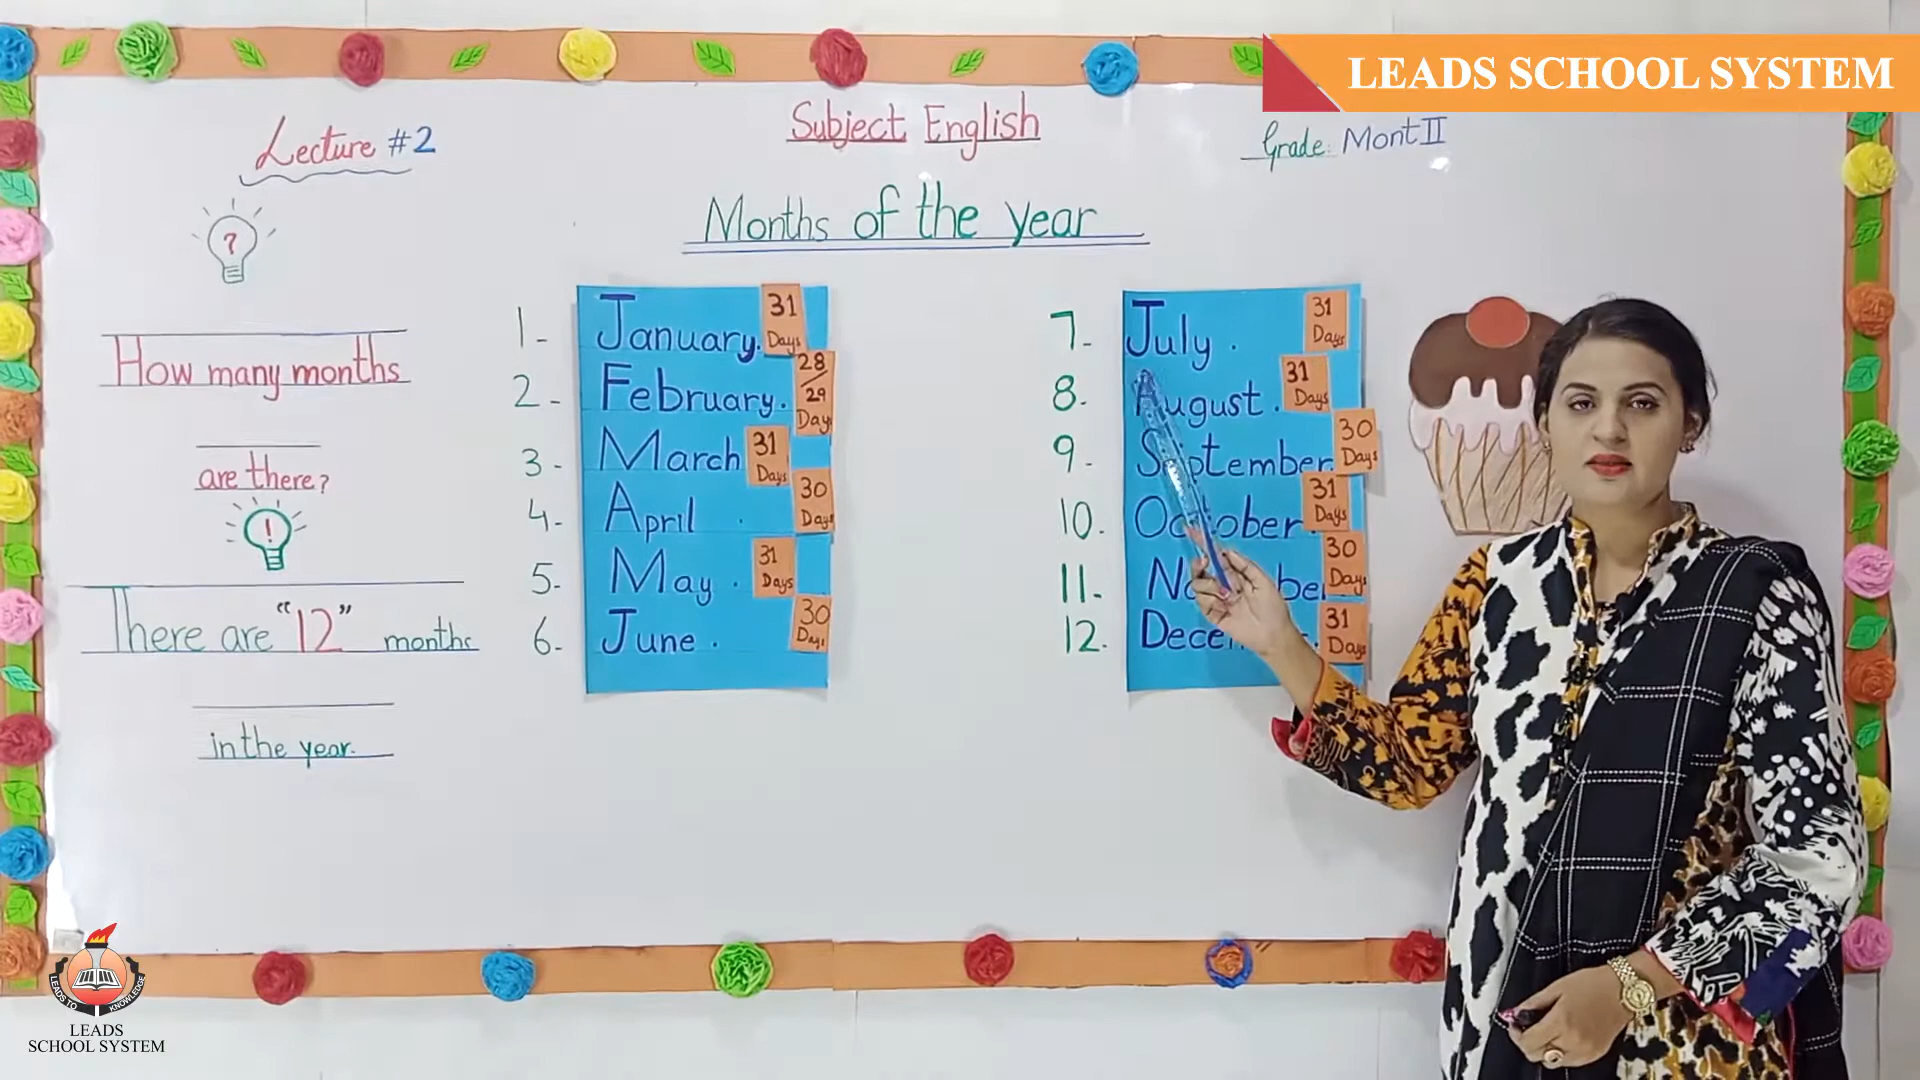 LEADS SCHOOL SYSTEM
Lecture #2
Subject English
Grade: Mont II
Months of the year
?
How many months
are there?
!
There are "12" months
in the year.
1- January. 31 Days
2- February. 28/29 Days
3- March 31 Days
4- April . 30 Days
5- May . 31 Days
6- June . 30 Days
7- July . 31 Days
8- August . 31 Days
9- September. 30 Days
10. October. 31 Days
11- 30 Days
12. 31 Days
LEADS TO KNOWLEDGE
LEADS
SCHOOL SYSTEM